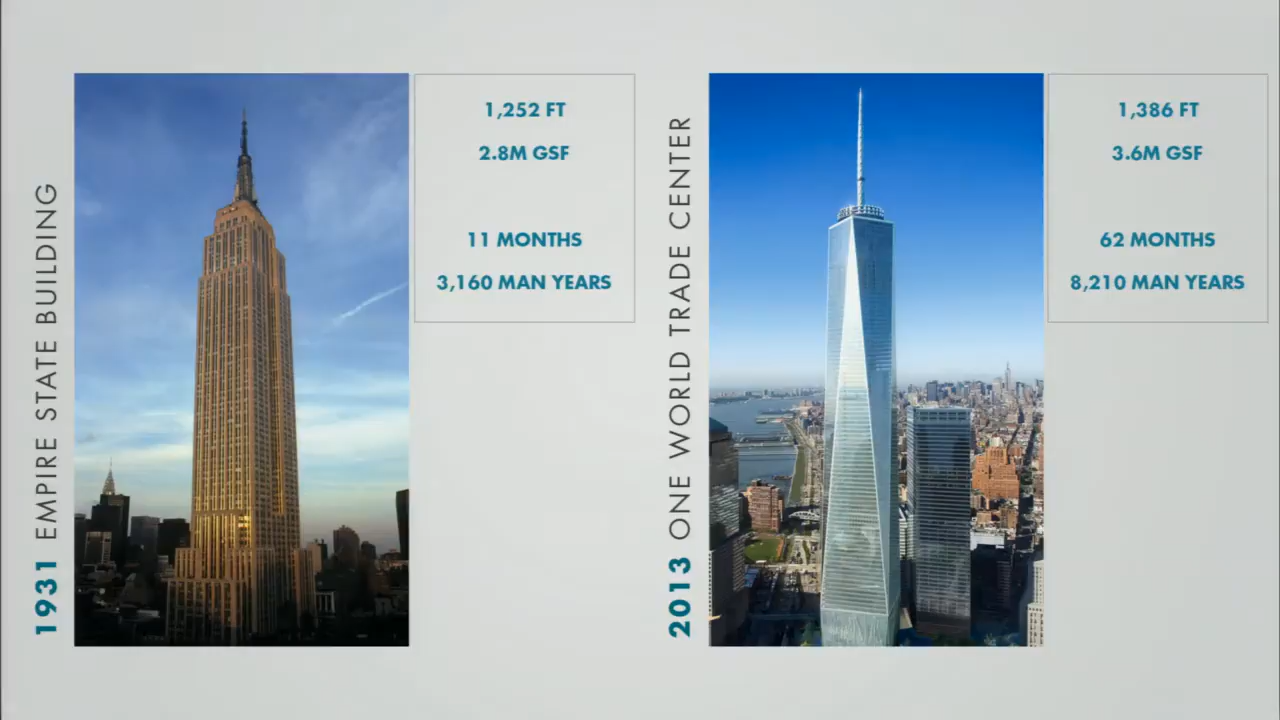 1931 EMPIRE STATE BUILDING
1,252 FT
2.8M GSF
11 MONTHS
3,160 MAN YEARS
2013 ONE WORLD TRADE CENTER
1,386 FT
3.6M GSF
62 MONTHS
8,210 MAN YEARS